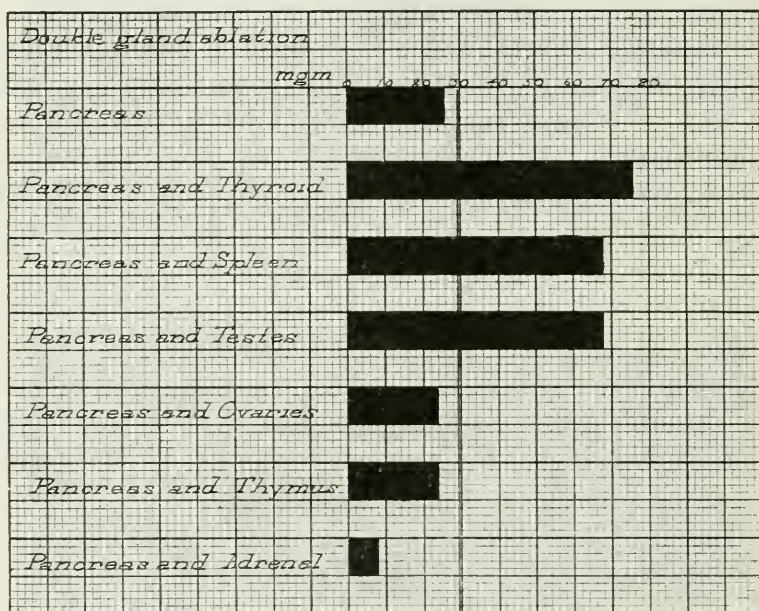 Double gland ablation
mgm 0 10 20 30 40 50 60 70 80
Pancreas
Pancreas and Thyroid
Pancreas and Spleen
Pancreas and Testes
Pancreas and Ovaries
Pancreas and Thymus
Pancreas and Adrenal